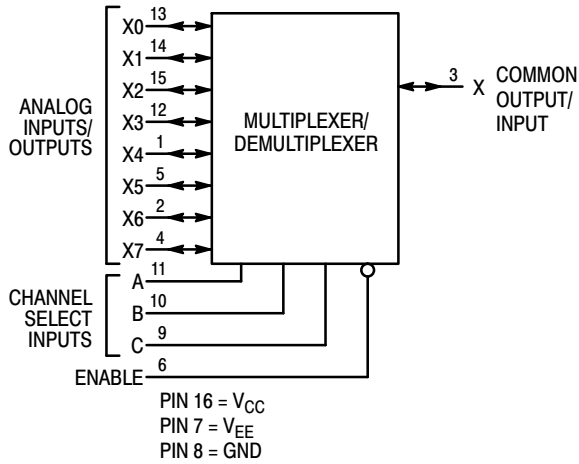 ANALOG
INPUTS/
OUTPUTS
X0 13
X1 14
X2 15
X3 12
X4 1
X5 5
X6 2
X7 4
MULTIPLEXER/
DEMULTIPLEXER
3 X COMMON
OUTPUT/
INPUT
CHANNEL
SELECT
INPUTS
A 11
B 10
C 9
ENABLE 6
PIN 16 = VCC
PIN 7 = VEE
PIN 8 = GND